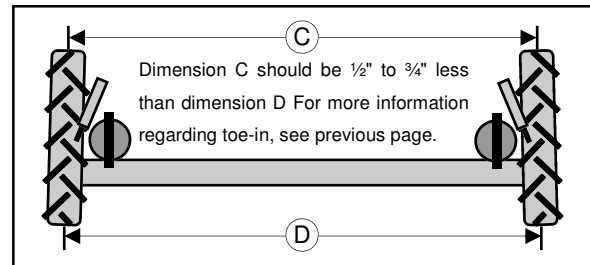 C
Dimension C should be ½" to ¾" less
than dimension D For more information
regarding toe-in, see previous page.
D